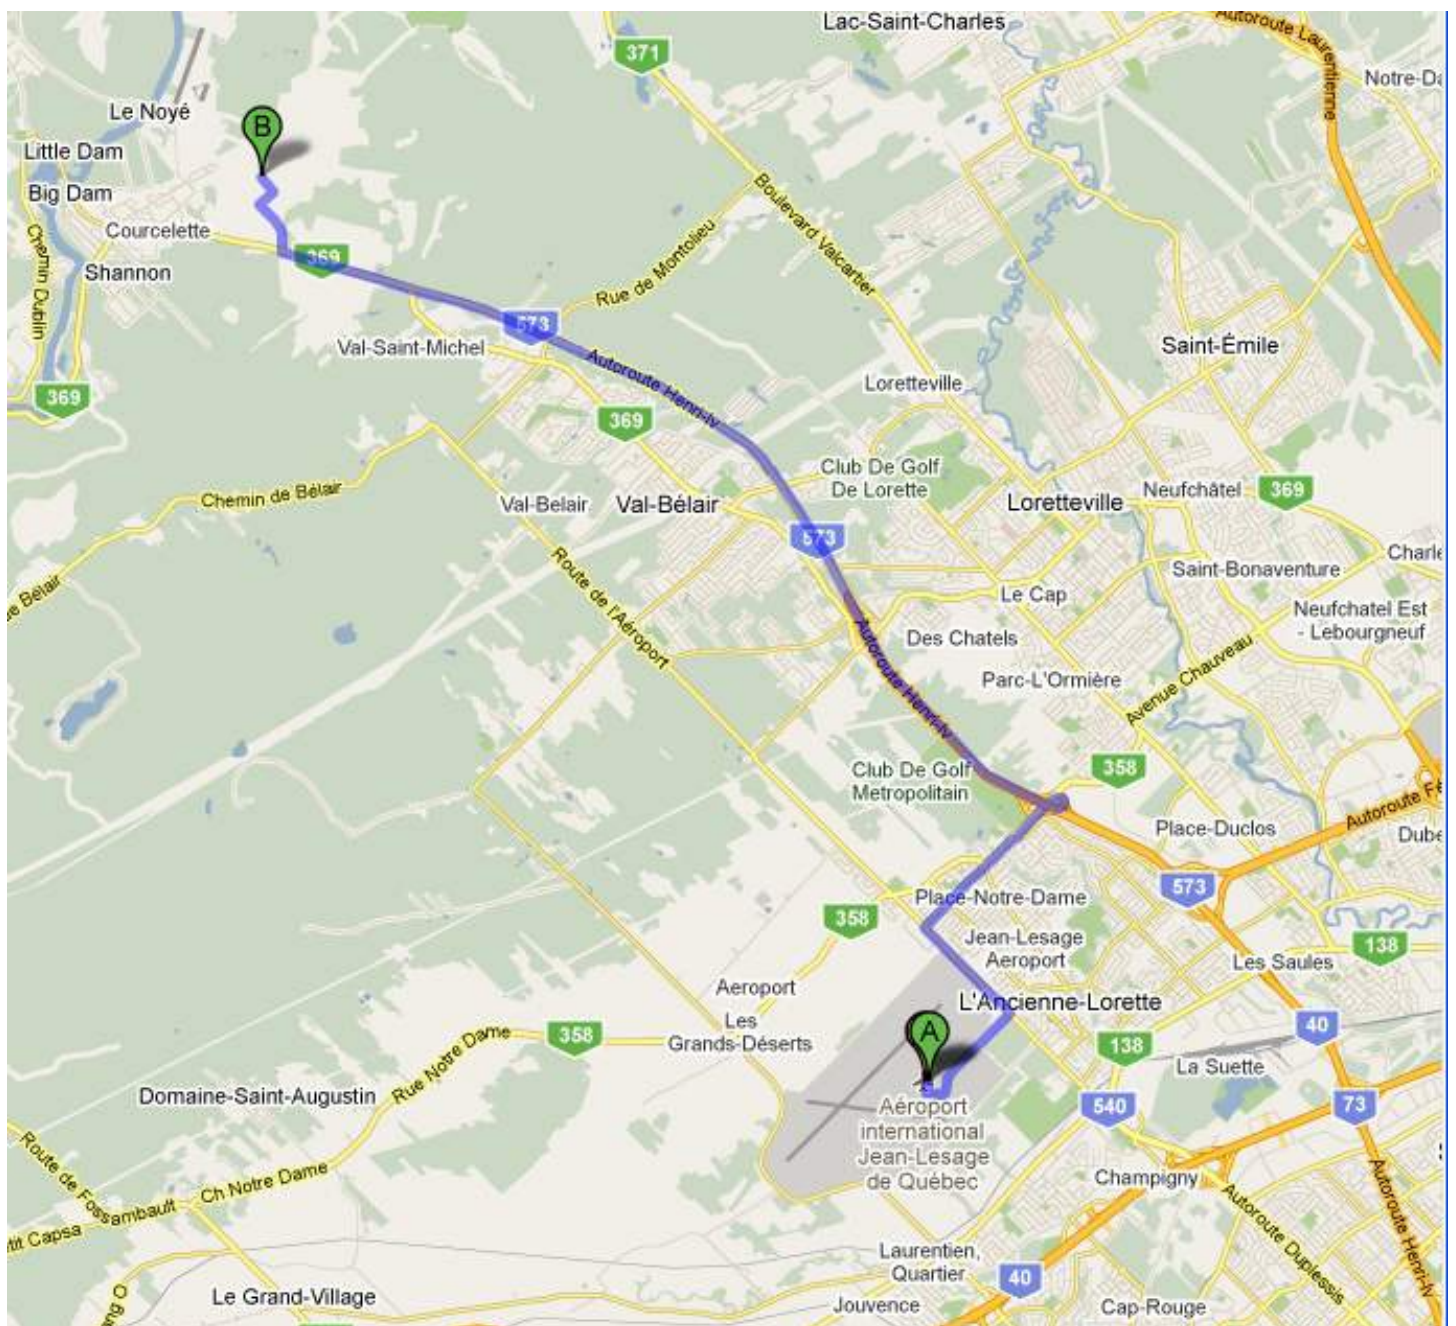 Lac-Saint-Charles
Autoroute Laurentienne
371
Notre-Da
Le Noyé
B
Little Dam
Big Dam
Boulevard Valcartier
Courcelette
369
Shannon
Chemin Dublin
Rue de Montolieu
573
Val-Saint-Michel
Saint-Émile
Autoroute Henri-Iv
Loretteville
369
369
Club De Golf
De Lorette
Chemin de Bélair
Val-Belair
Val-Bélair
Loretteville
Neufchâtel
369
573
Charle
Route de l'Aéroport
Saint-Bonaventure
Le Cap
Bélair
Neufchatel Est
- Lebourgneuf
Des Chatels
Autoroute Henri-Iv
Parc-L'Ormière
Avenue Chauveau
Club De Golf
Metropolitain
358
Place-Duclos
Autoroute Fé
Dube
573
Place-Notre-Dame
358
Jean-Lesage
Aeroport
138
Les Saules
Aeroport
L'Ancienne-Lorette
Les
Grands-Déserts
A
358
40
138
Rue Notre Dame
La Suette
Domaine-Saint-Augustin
Aéroport
international
Jean-Lesage
de Québec
540
73
Route de Fossambault
Ch Notre Dame
Champigny
tit Capsa
Autoroute Duplessis
Autoroute Henri-Iv
Laurentien,
Quartier
40
Le Grand-Village
Jouvence
Cap-Rouge